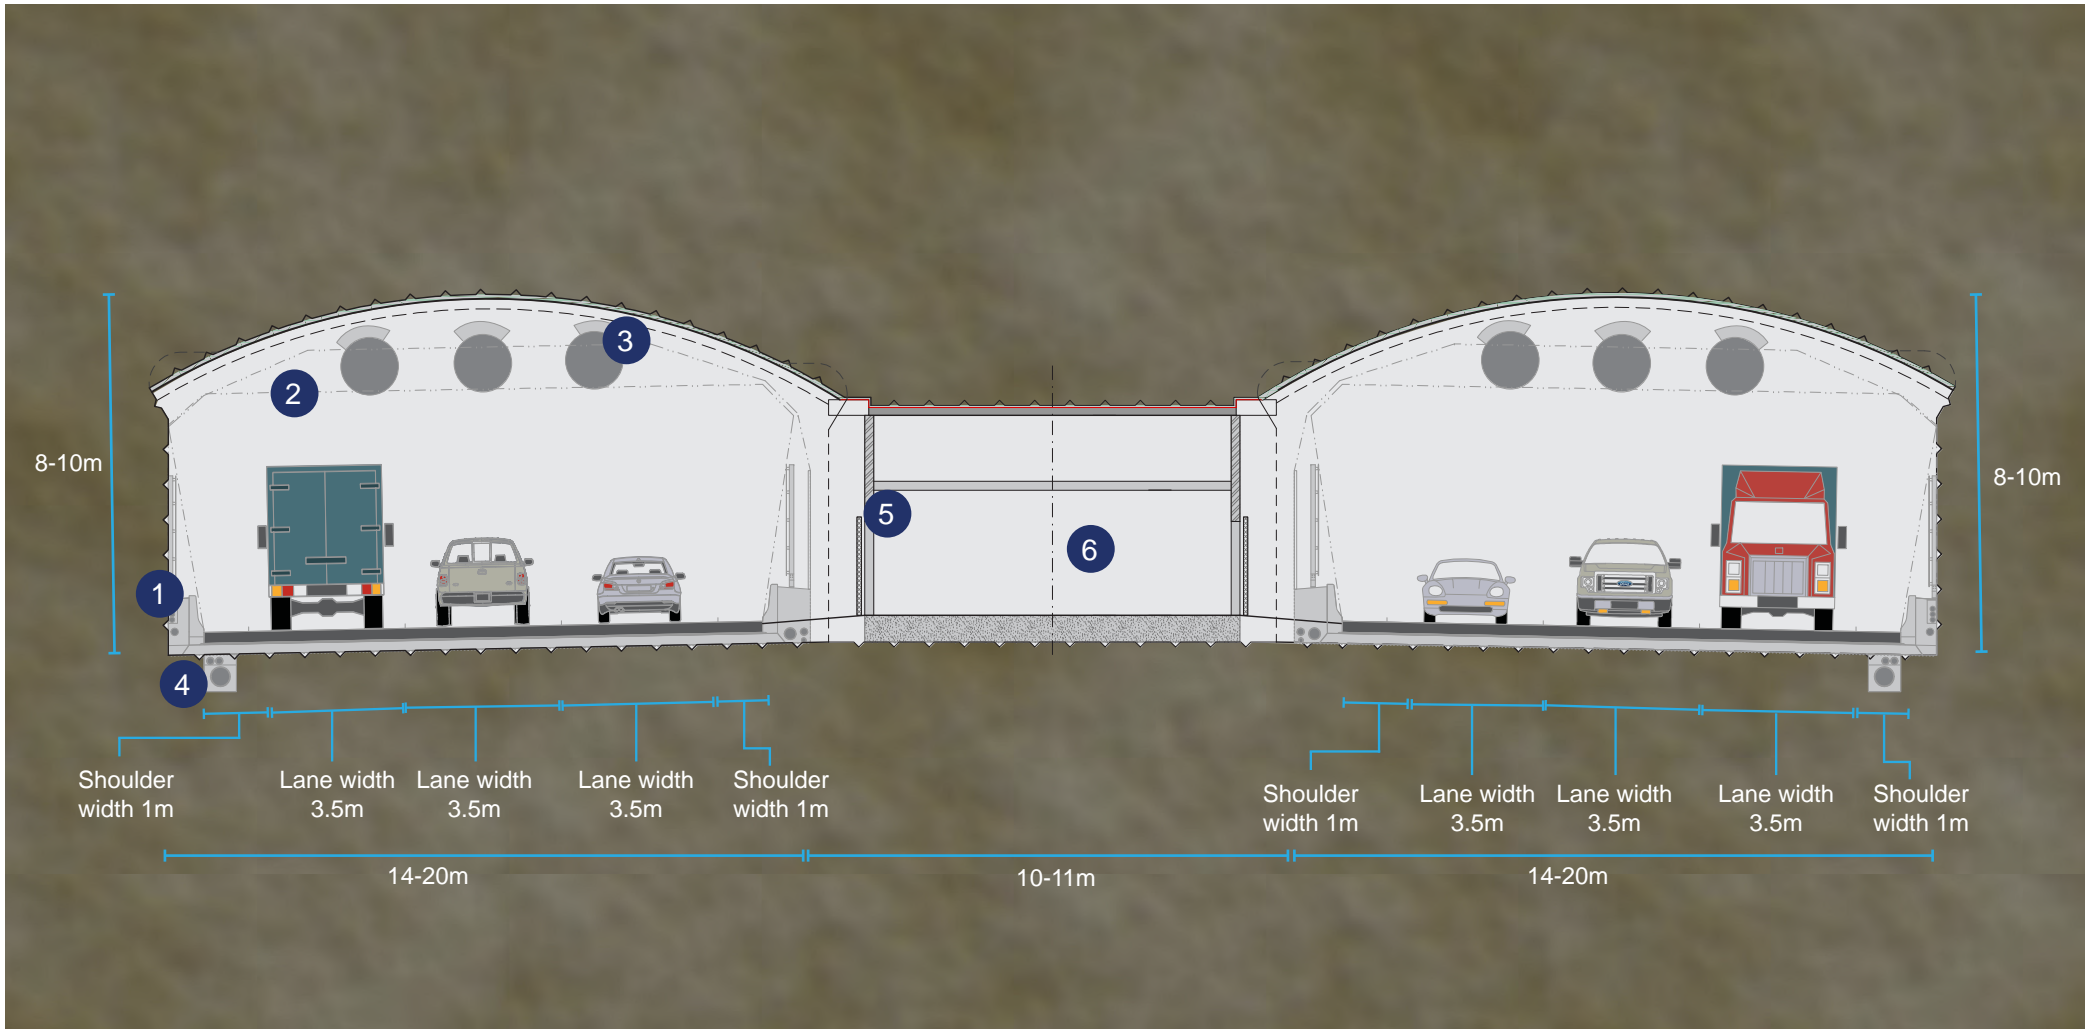 3
2
8-10m
8-10m
5
6
1
4
Shoulder
width 1m
Lane width
3.5m
Lane width
3.5m
Lane width
3.5m
Shoulder
width 1m
Shoulder
width 1m
Lane width
3.5m
Lane width
3.5m
Lane width
3.5m
Shoulder
width 1m
14-20m
10-11m
14-20m